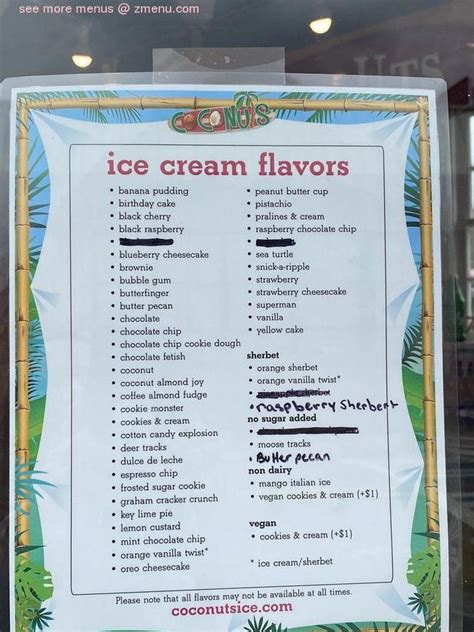 see more menus @ zmenu.com
COCONUTS
ice cream flavors
• banana pudding
• birthday cake
• black cherry
• black raspberry
• blueberry cheesecake
• brownie
• bubble gum
• butterfinger
• butter pecan
• chocolate
• chocolate chip
• chocolate chip cookie dough
• chocolate fetish
• coconut
• coconut almond joy
• coffee almond fudge
• cookie monster
• cookies & cream
• cotton candy explosion
• deer tracks
• dulce de leche
• espresso chip
• frosted sugar cookie
• graham cracker crunch
• key lime pie
• lemon custard
• mint chocolate chip
• orange vanilla twist*
• oreo cheesecake
• peanut butter cup
• pistachio
• pralines & cream
• raspberry chocolate chip
• sea turtle
• snick-a-ripple
• strawberry
• strawberry cheesecake
• superman
• vanilla
• yellow cake
sherbet
• orange sherbet
• orange vanilla twist*
• raspberry Sherbert
no sugar added
• moose tracks
• Butter pecan
non dairy
• mango italian ice
• vegan cookies & cream (+$1)
vegan
• cookies & cream (+$1)
* ice cream/sherbet
Please note that all flavors may not be available at all times.
coconutsice.com